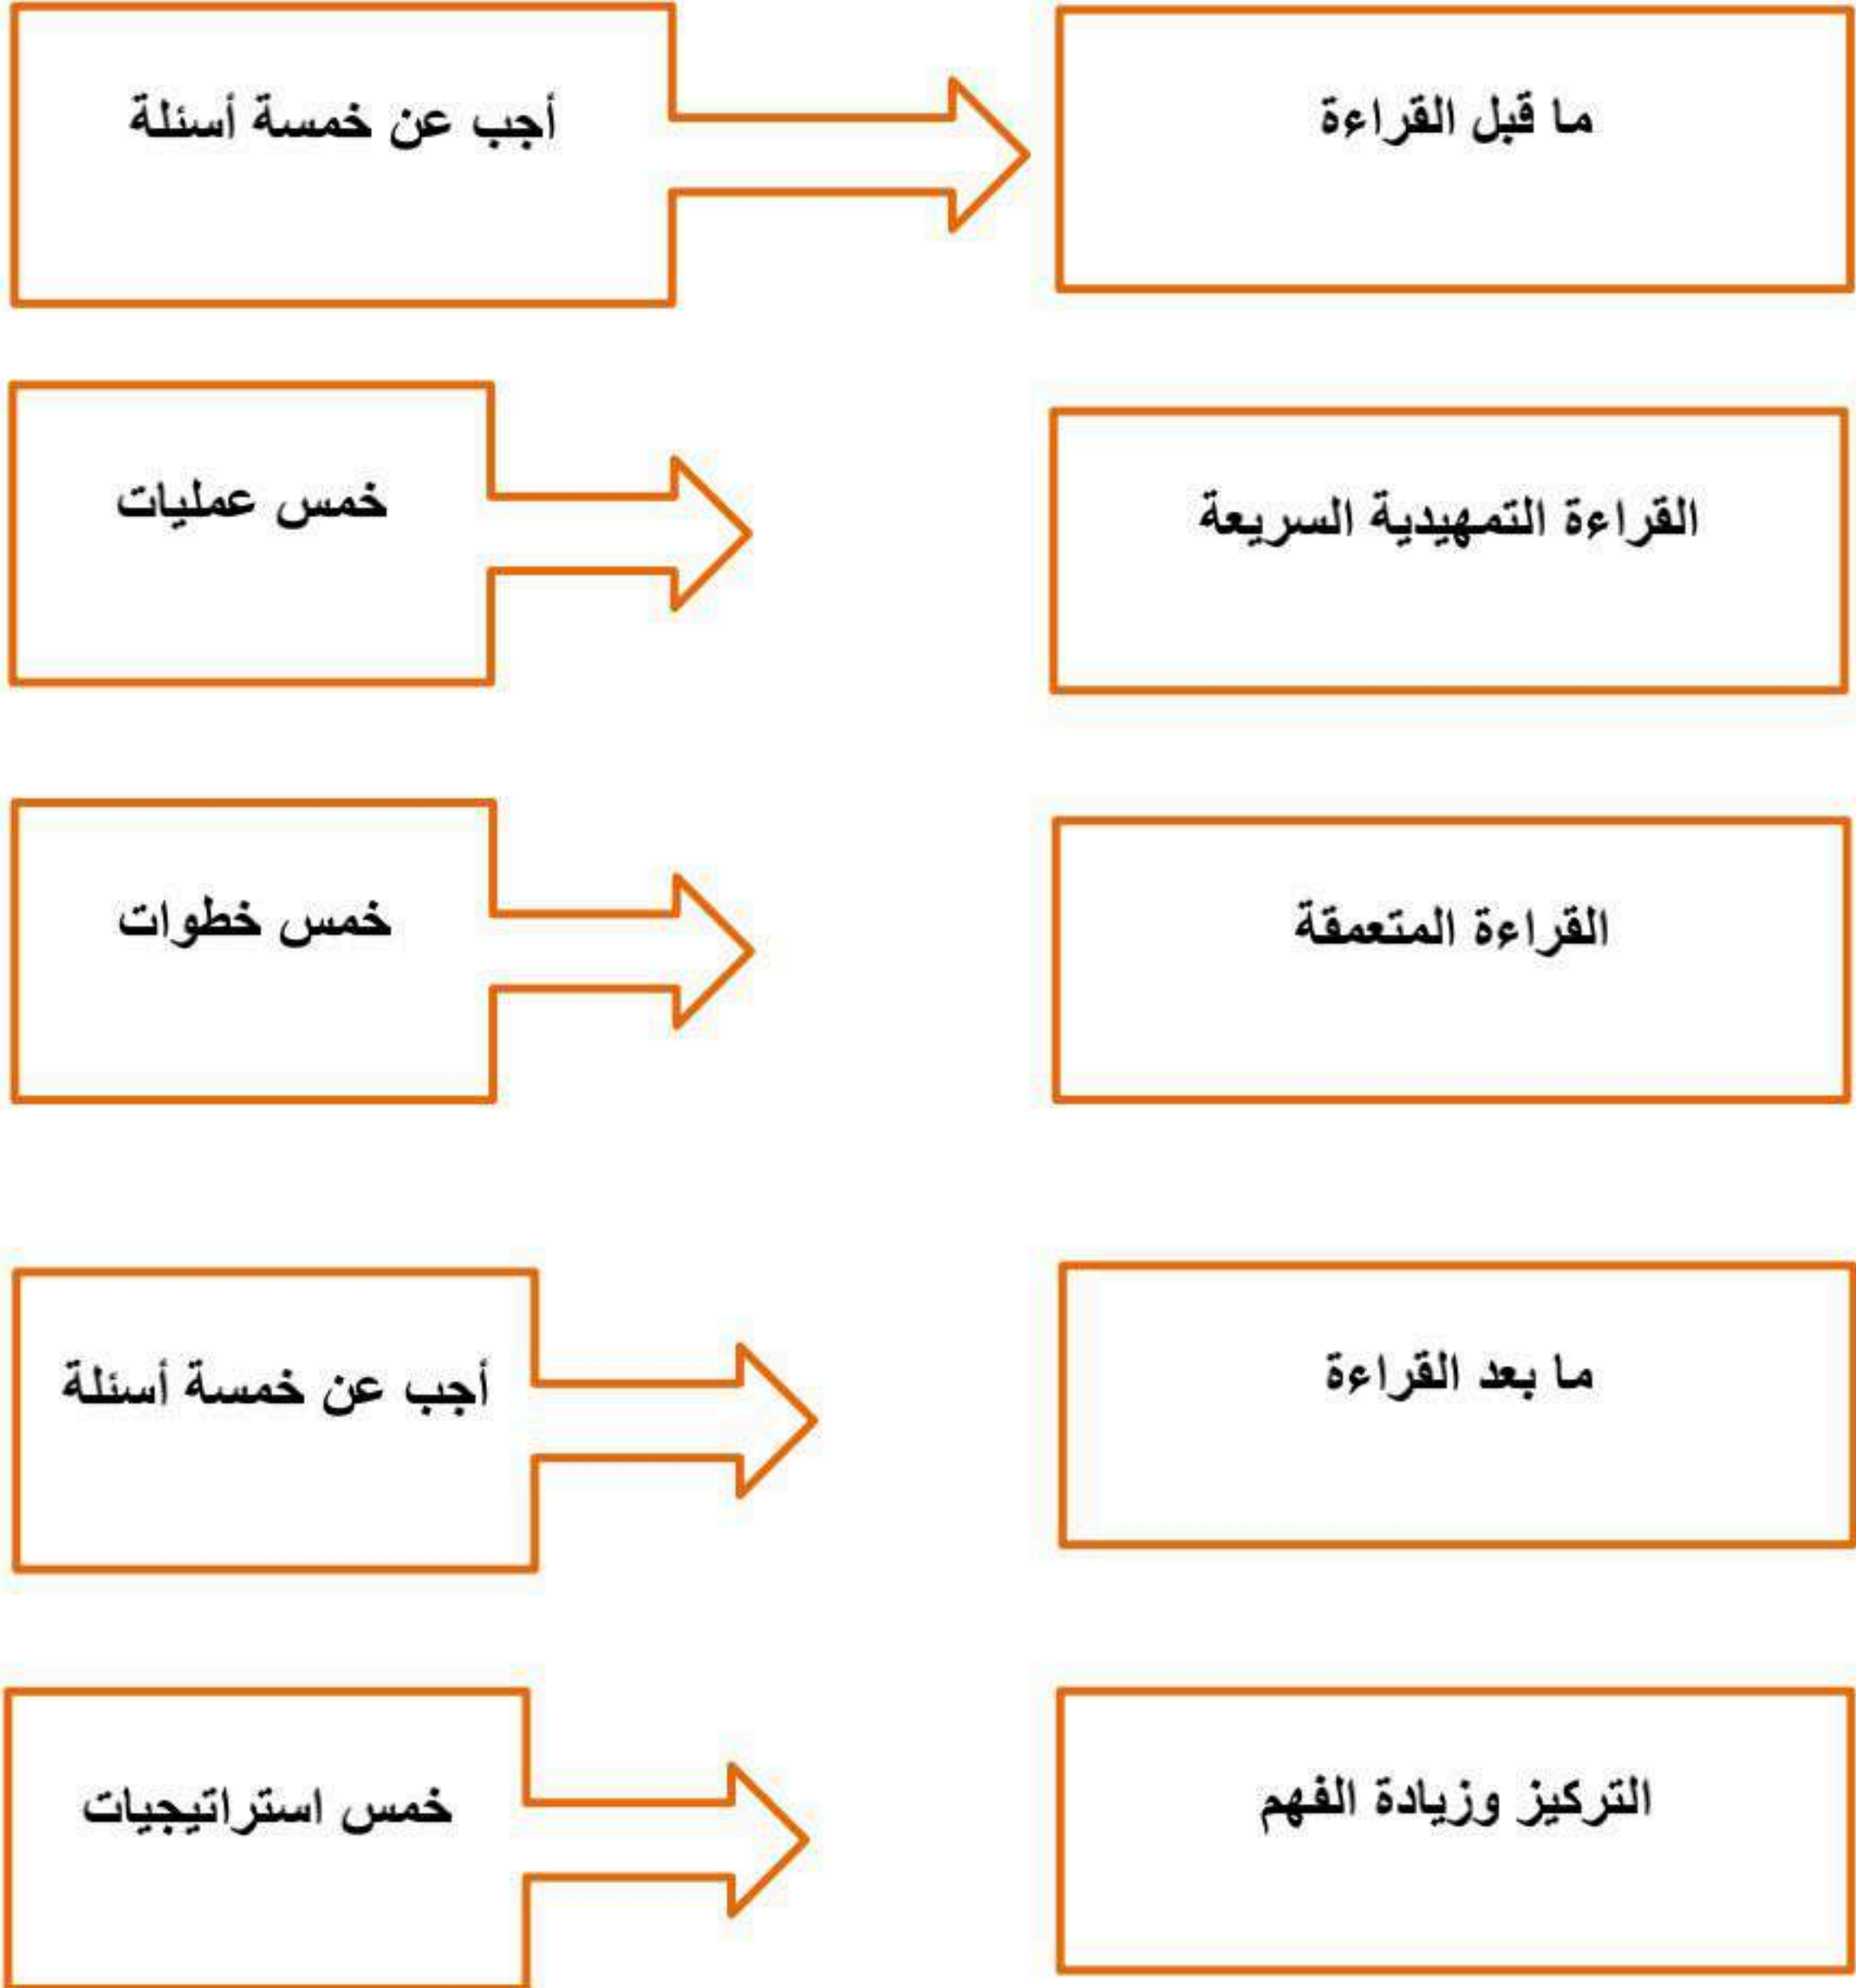 ما قبل القراءة
أجب عن خمسة أسئلة
القراءة التمهيدية السريعة
خمس عمليات
القراءة المتعمقة
خمس خطوات
ما بعد القراءة
أجب عن خمسة أسئلة
التركيز وزيادة الفهم
خمس استراتيجيات